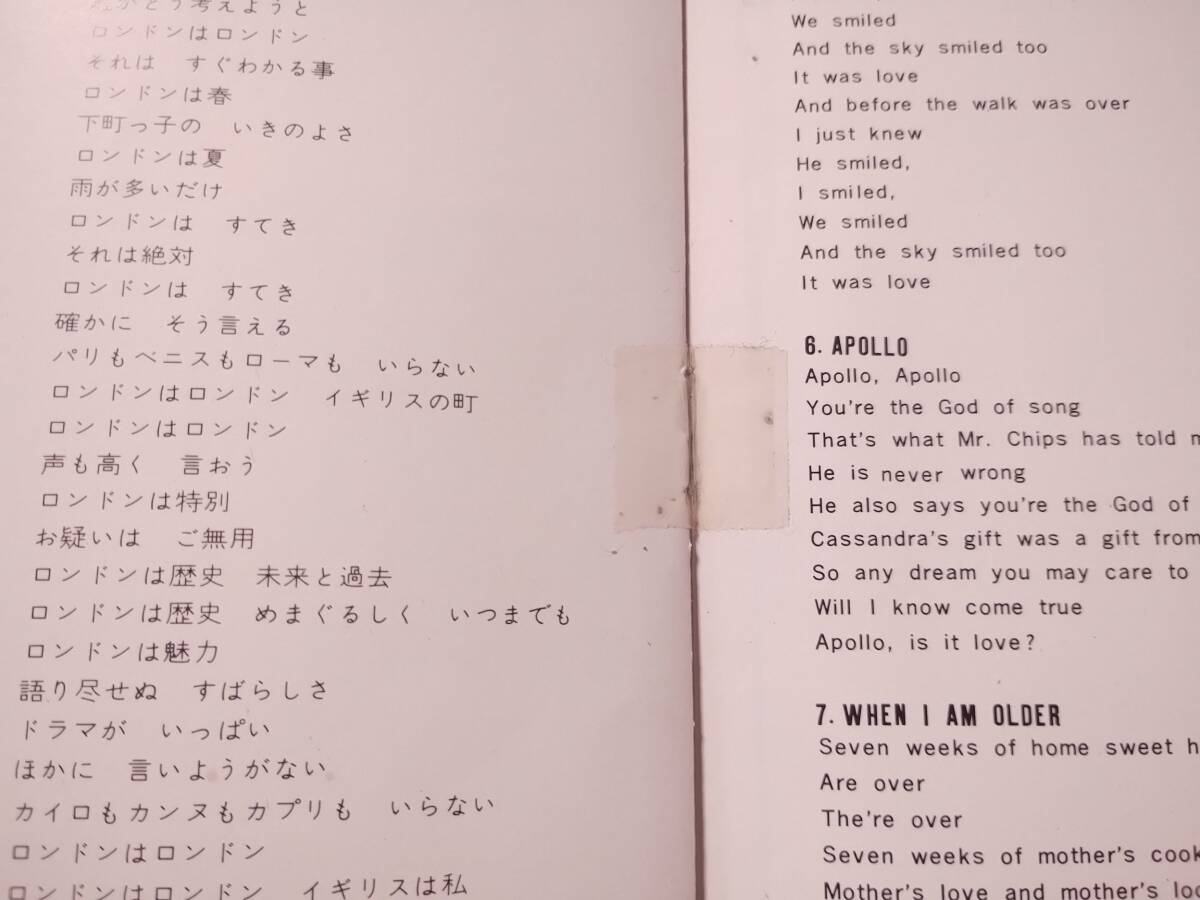 考えようと
ロンドンはロンドン
それは　すぐわかる事
ロンドンは春
下町っ子の　いきのよさ
ロンドンは夏
雨が多いだけ
ロンドンは　すてき
それは絶対
ロンドンは　すてき
確かに　そう言える
パリもベニスもローマも　いらない
ロンドンはロンドン　イギリスの町
ロンドンはロンドン
声も高く　言おう
ロンドンは特別
お疑いは　ご無用
ロンドンは歴史　未来と過去
ロンドンは歴史　めまぐるしく　いつまでも
ロンドンは魅力
語り尽せぬ　すばらしさ
ドラマが　いっぱい
ほかに　言いようがない
カイロもカンヌもカプリも　いらない
ロンドンはロンドン
ロンドンはロンドン　イギリスは私
We smiled
And the sky smiled too
It was love
And before the walk was over
I just knew
He smiled,
I smiled,
We smiled
And the sky smiled too
It was love
6. APOLLO
Apollo, Apollo
You're the God of song
That's what Mr. Chips has told
He is never wrong
He also says you're the God of
Cassandra's gift was a gift from
So any dream you may care to
Will I know come true
Apollo, is it love?
7. WHEN I AM OLDER
Seven weeks of home sweet
Are over
The're over
Seven weeks of mother's
Mother's love and mother's